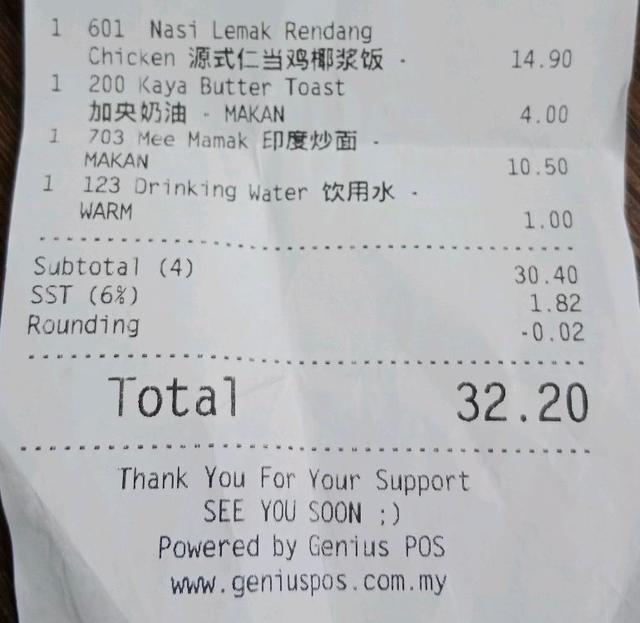 1 601 Nasi Lemak Rendang
Chicken 源式仁当鸡椰浆饭 - 14.90
1 200 Kaya Butter Toast
加央奶油 - MAKAN 4.00
1 703 Mee Mamak 印度炒面 -
MAKAN 10.50
1 123 Drinking Water 饮用水 -
WARM 1.00
Subtotal (4) 30.40
SST (6%) 1.82
Rounding -0.02
Total 32.20
Thank You For Your Support
SEE YOU SOON ;)
Powered by Genius POS
www.geniuspos.com.my